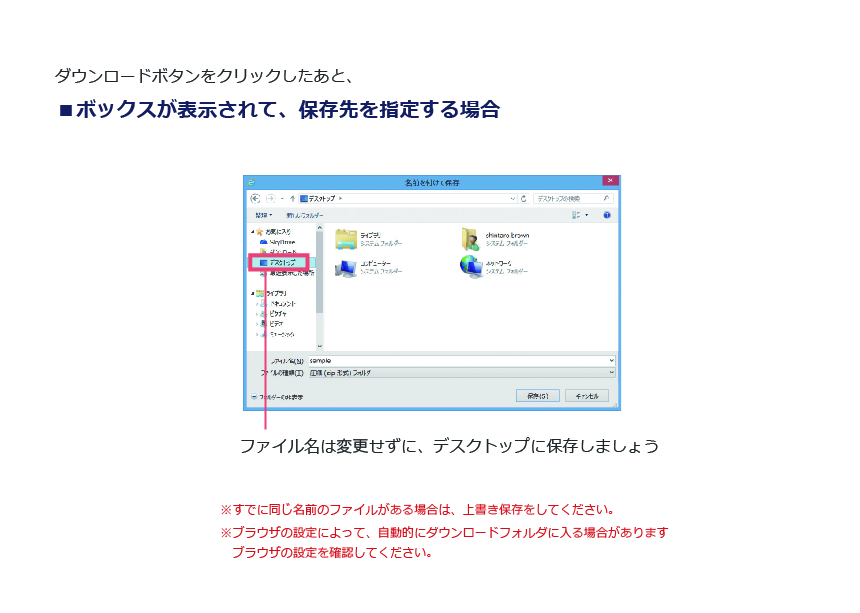 ダウンロードボタンをクリックしたあと、
■ボックスが表示されて、保存先を指定する場合
名前を付けて保存
デスクトップ
デスクトップの検索
整理
新しいフォルダー
お気に入り
SkyDrive
ダウンロード
デスクトップ
最近表示した場所
ライブラリ
ドキュメント
ピクチャ
ビデオ
ミュージック
ライブラリ
システム フォルダー
shintaro brown
システム フォルダー
コンピューター
システム フォルダー
ネットワーク
システム フォルダー
ファイル名(N): sample
ファイルの種類(T): 圧縮 (zip 形式) フォルダ
フォルダーの非表示
保存(S)
キャンセル
ファイル名は変更せずに、デスクトップに保存しましょう
※すでに同じ名前のファイルがある場合は、上書き保存をしてください。
※ブラウザの設定によって、自動的にダウンロードフォルダに入る場合があります
ブラウザの設定を確認してください。